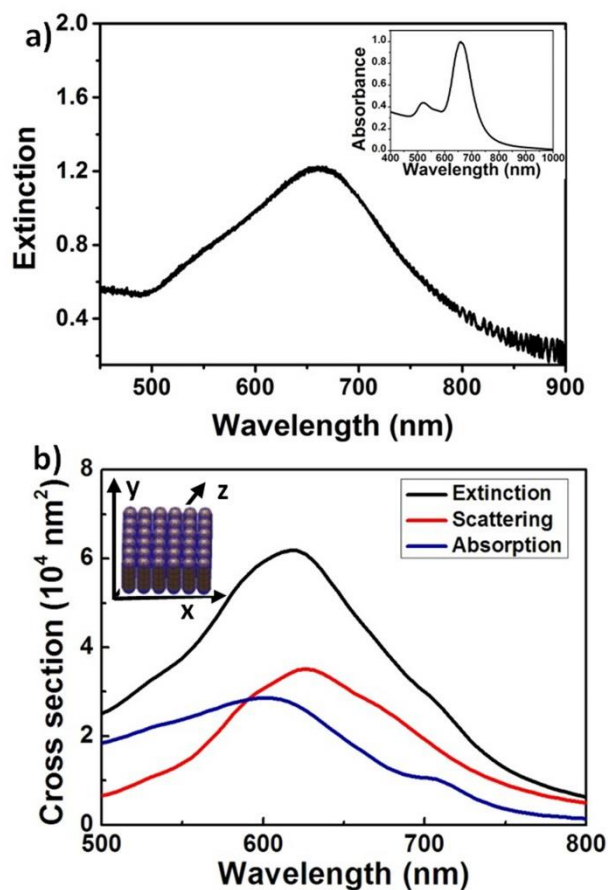 a)
2.0
1.6
1.2
0.8
0.4
Extinction
500 600 700 800 900
Wavelength (nm)
1.0
0.8
0.6
0.4
0.2
0.0
Absorbance
400 500 600 700 800 900 1000
Wavelength (nm)
b)
8
6
4
2
0
Cross section (10⁴ nm²)
y
z
x
Extinction
Scattering
Absorption
500 600 700 800
Wavelength (nm)